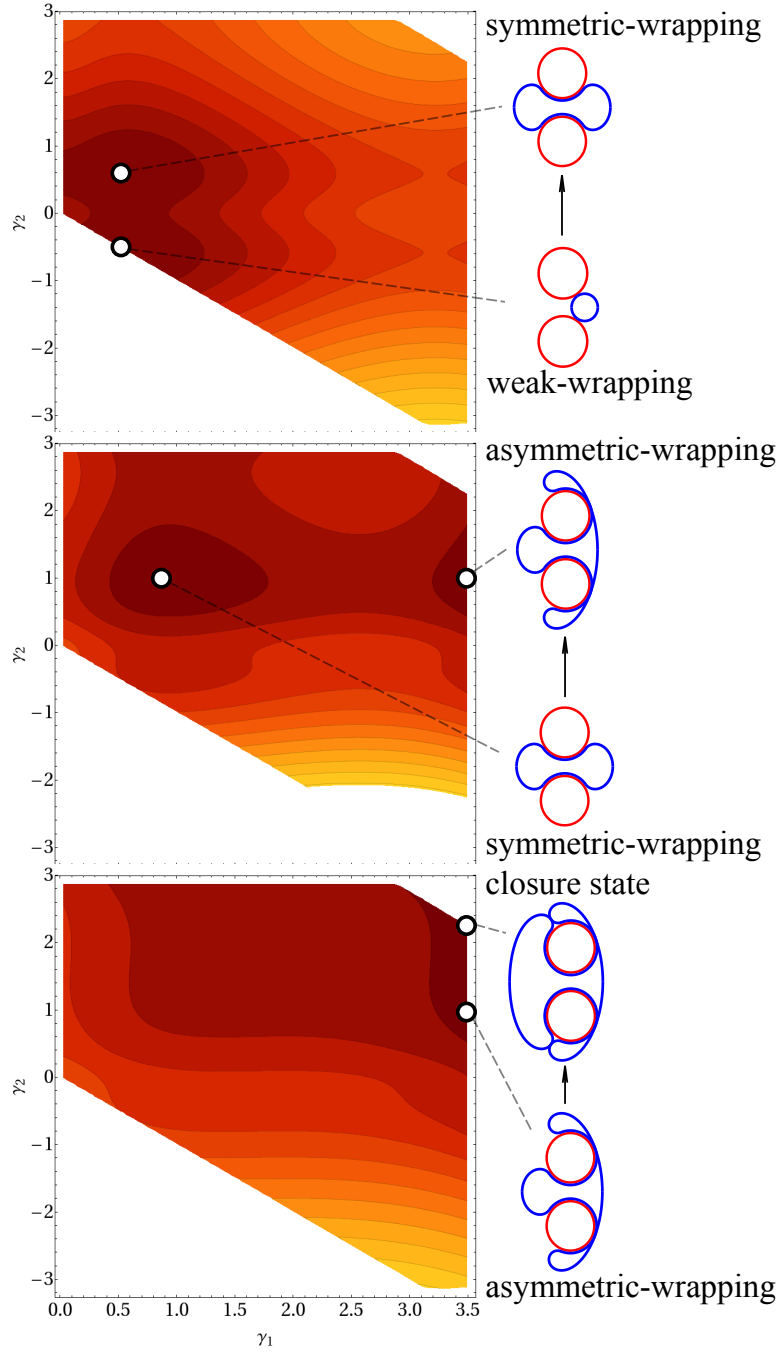 symmetric-wrapping
3
2
1
0
−1
−2
−3
γ2
weak-wrapping
asymmetric-wrapping
3
2
1
0
−1
−2
−3
γ2
symmetric-wrapping
closure state
3
2
1
0
−1
−2
−3
γ2
asymmetric-wrapping
0.0 0.5 1.0 1.5 2.0 2.5 3.0 3.5
γ1